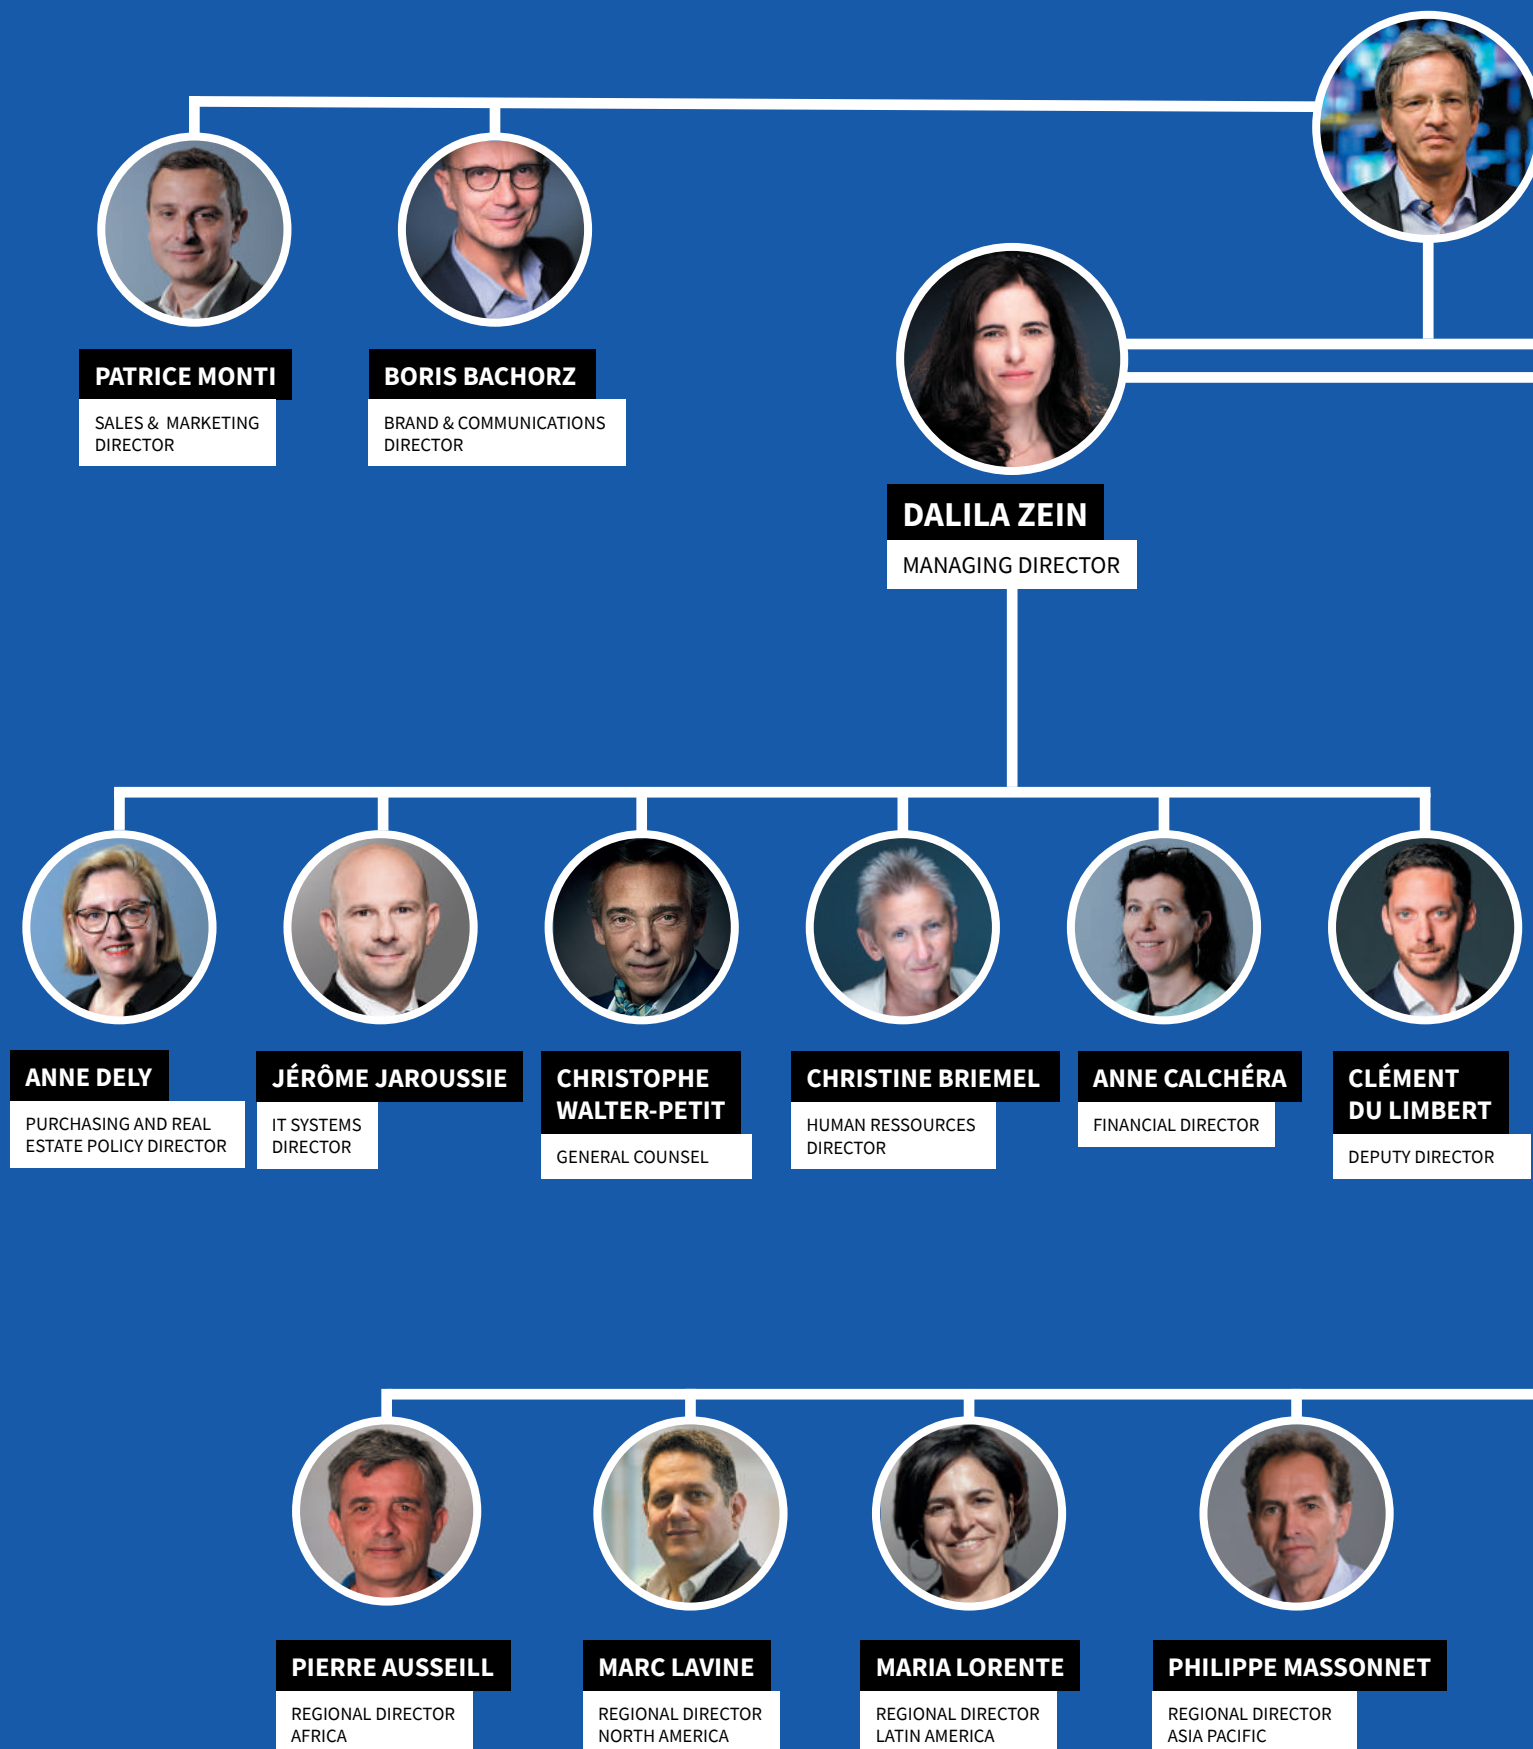 PATRICE MONTI
SALES & MARKETING
DIRECTOR
BORIS BACHORZ
BRAND & COMMUNICATIONS
DIRECTOR
DALILA ZEIN
MANAGING DIRECTOR
ANNE DELY
PURCHASING AND REAL
ESTATE POLICY DIRECTOR
JÉRÔME JAROUSSIE
IT SYSTEMS
DIRECTOR
CHRISTOPHE
WALTER-PETIT
GENERAL COUNSEL
CHRISTINE BRIEMEL
HUMAN RESSOURCES
DIRECTOR
ANNE CALCHÉRA
FINANCIAL DIRECTOR
CLÉMENT
DU LIMBERT
DEPUTY DIRECTOR
PIERRE AUSSEILL
REGIONAL DIRECTOR
AFRICA
MARC LAVINE
REGIONAL DIRECTOR
NORTH AMERICA
MARIA LORENTE
REGIONAL DIRECTOR
LATIN AMERICA
PHILIPPE MASSONNET
REGIONAL DIRECTOR
ASIA PACIFIC